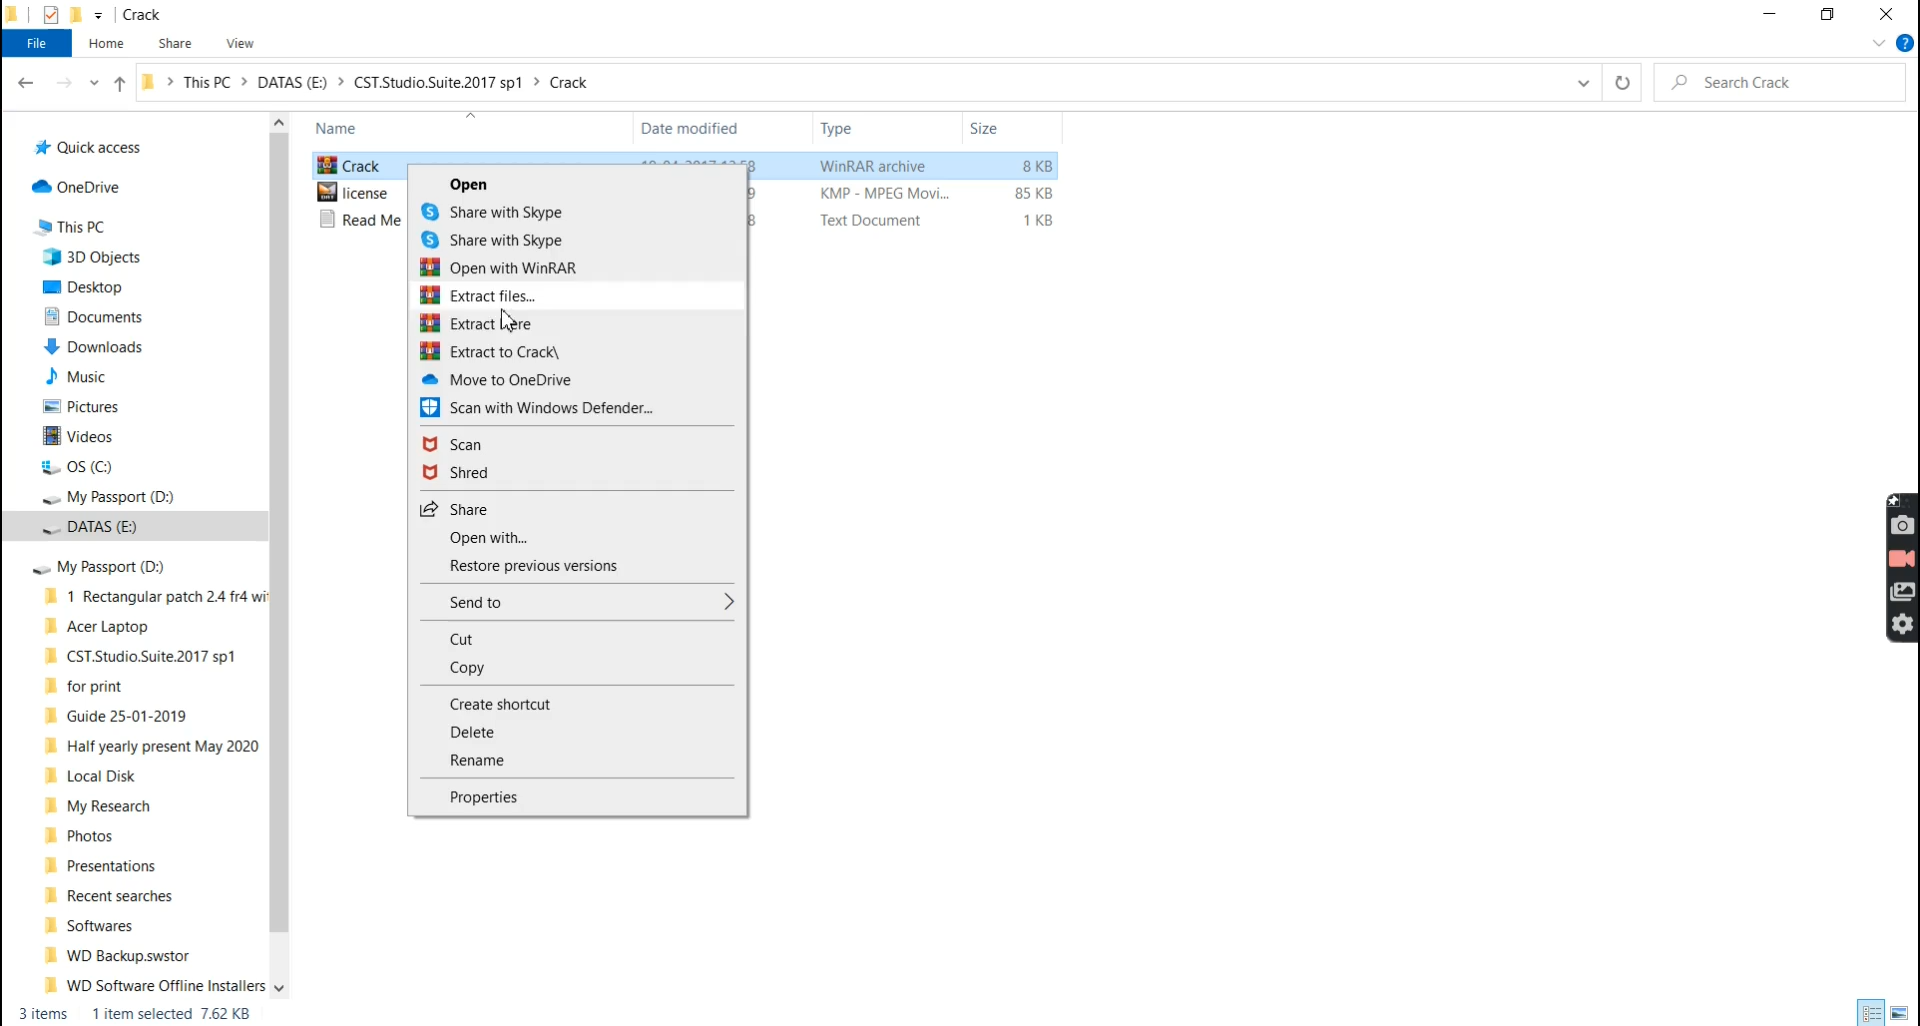 Crack
File Home Share View
This PC > DATAS (E:) > CST.Studio.Suite.2017 sp1 > Crack
Search Crack
Name Date modified Type Size
Crack WinRAR archive 8 KB
license 9 KMP - MPEG Movi... 85 KB
Read Me 8 Text Document 1 KB
Quick access
OneDrive
This PC
3D Objects
Desktop
Documents
Downloads
Music
Pictures
Videos
OS (C:)
My Passport (D:)
DATAS (E:)
My Passport (D:)
1 Rectangular patch 2.4 fr4 wit
Acer Laptop
CST.Studio.Suite.2017 sp1
for print
Guide 25-01-2019
Half yearly present May 2020
Local Disk
My Research
Photos
Presentations
Recent searches
Softwares
WD Backup.swstor
WD Software Offline Installers
Open
Share with Skype
Share with Skype
Open with WinRAR
Extract files...
Extract here
Extract to Crack\
Move to OneDrive
Scan with Windows Defender...
Scan
Shred
Share
Open with...
Restore previous versions
Send to
Cut
Copy
Create shortcut
Delete
Rename
Properties
3 items 1 item selected 7.62 KB